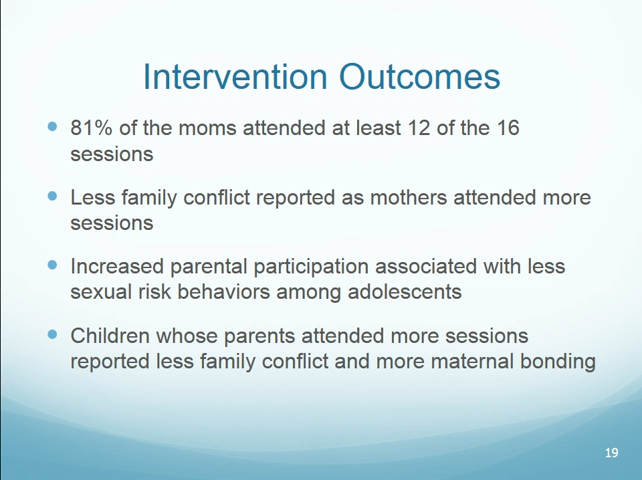 Intervention Outcomes
81% of the moms attended at least 12 of the 16
sessions
Less family conflict reported as mothers attended more
sessions
Increased parental participation associated with less
sexual risk behaviors among adolescents
Children whose parents attended more sessions
reported less family conflict and more maternal bonding
19